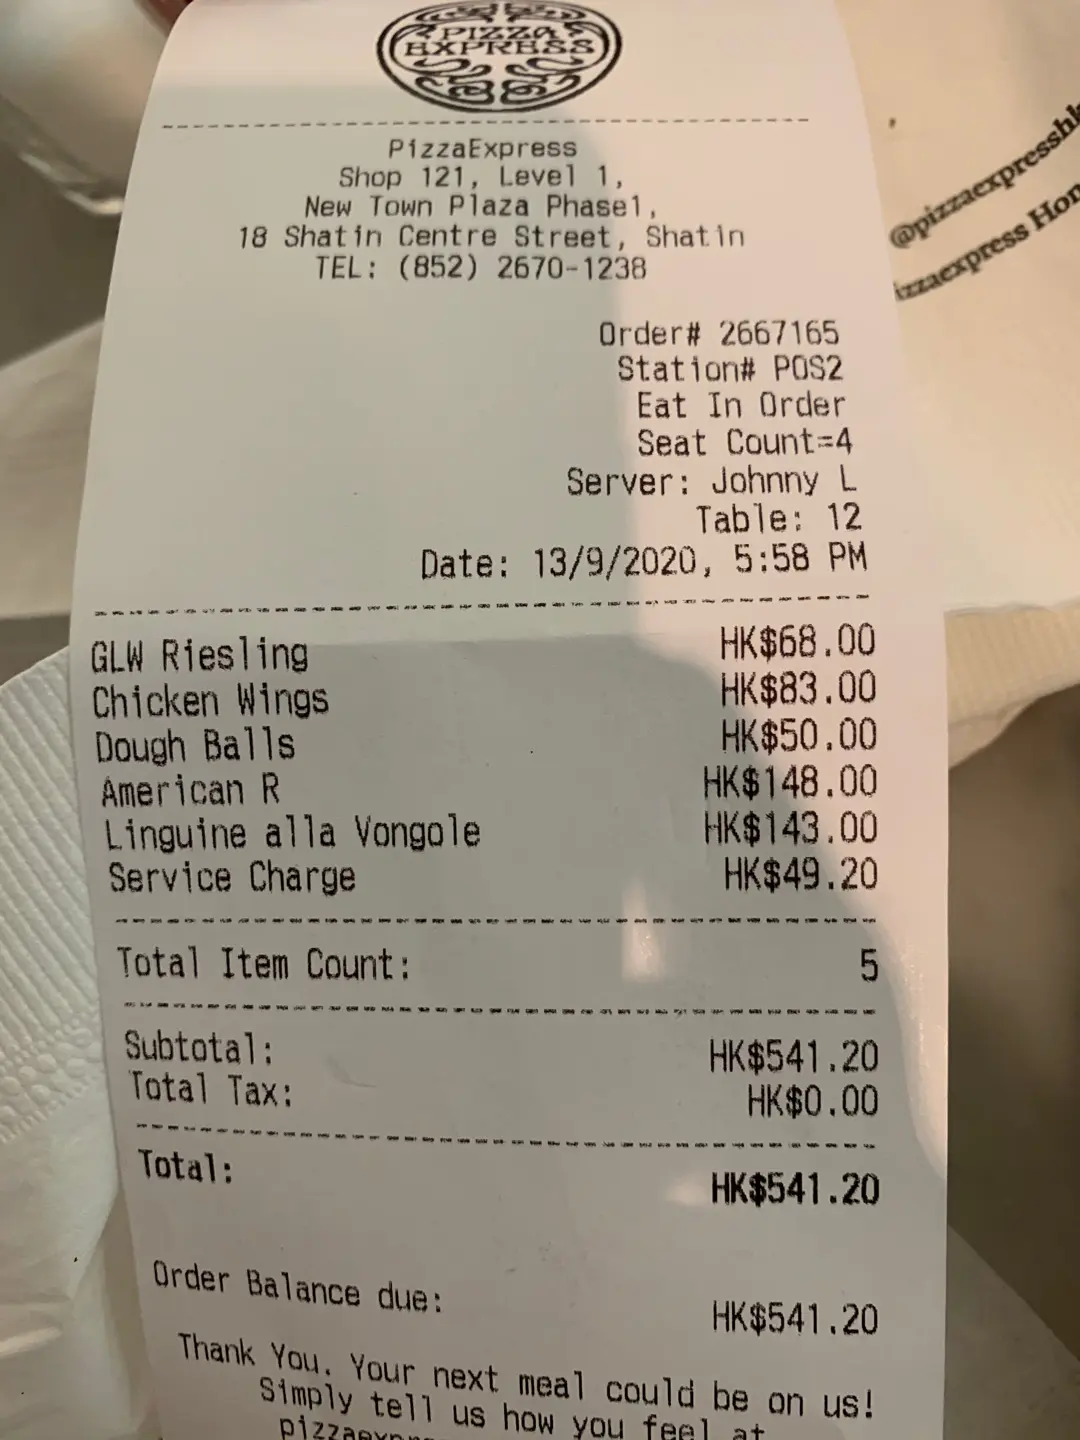 PIZZA
EXPRESS
PizzaExpress
Shop 121, Level 1,
New Town Plaza Phase1,
18 Shatin Centre Street, Shatin
TEL: (852) 2670-1238
Order# 2667165
Station# POS2
Eat In Order
Seat Count=4
Server: Johnny L
Table: 12
Date: 13/9/2020, 5:58 PM
GLW Riesling HK$68.00
Chicken Wings HK$83.00
Dough Balls HK$50.00
American R HK$148.00
Linguine alla Vongole HK$143.00
Service Charge HK$49.20
Total Item Count: 5
Subtotal: HK$541.20
Total Tax: HK$0.00
Total: HK$541.20
Order Balance due: HK$541.20
Thank You. Your next meal could be on us!
Simply tell us how you feel at
@pizzaexpresshk